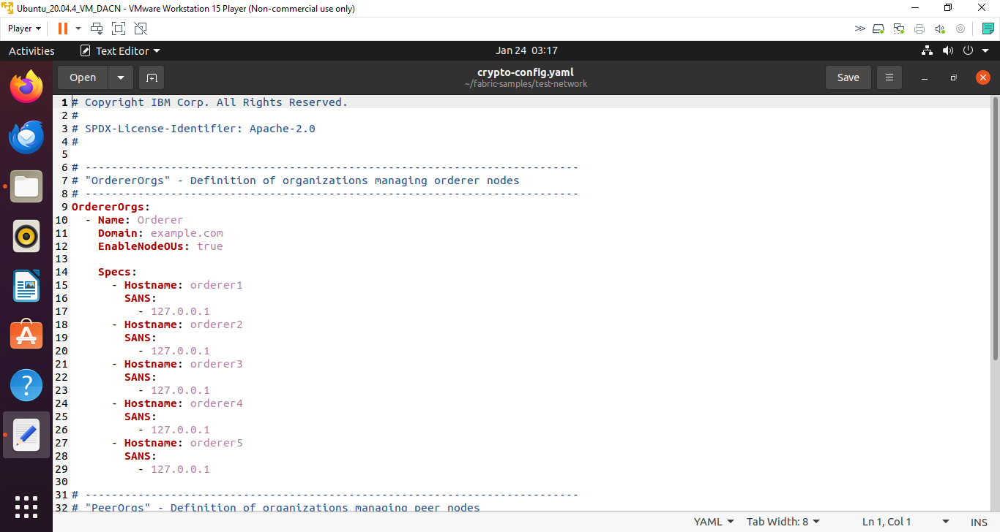 Ubuntu_20.04.4_VM_DACN - VMware Workstation 15 Player (Non-commercial use only)
Player
Activities
Text Editor
Jan 24 03:17
Open
crypto-config.yaml
~/fabric-samples/test-network
Save
1 # Copyright IBM Corp. All Rights Reserved.
2 #
3 # SPDX-License-Identifier: Apache-2.0
4 #
5
6 # ---------------------------------------------------------------------------
7 # "OrdererOrgs" - Definition of organizations managing orderer nodes
8 # ---------------------------------------------------------------------------
9 OrdererOrgs:
10   - Name: Orderer
11     Domain: example.com
12     EnableNodeOUs: true
13
14     Specs:
15       - Hostname: orderer1
16         SANS:
17           - 127.0.0.1
18       - Hostname: orderer2
19         SANS:
20           - 127.0.0.1
21       - Hostname: orderer3
22         SANS:
23           - 127.0.0.1
24       - Hostname: orderer4
25         SANS:
26           - 127.0.0.1
27       - Hostname: orderer5
28         SANS:
29           - 127.0.0.1
30
31 # ---------------------------------------------------------------------------
32 # "PeerOrgs" - Definition of organizations managing peer nodes
YAML
Tab Width: 8
Ln 1, Col 1
INS